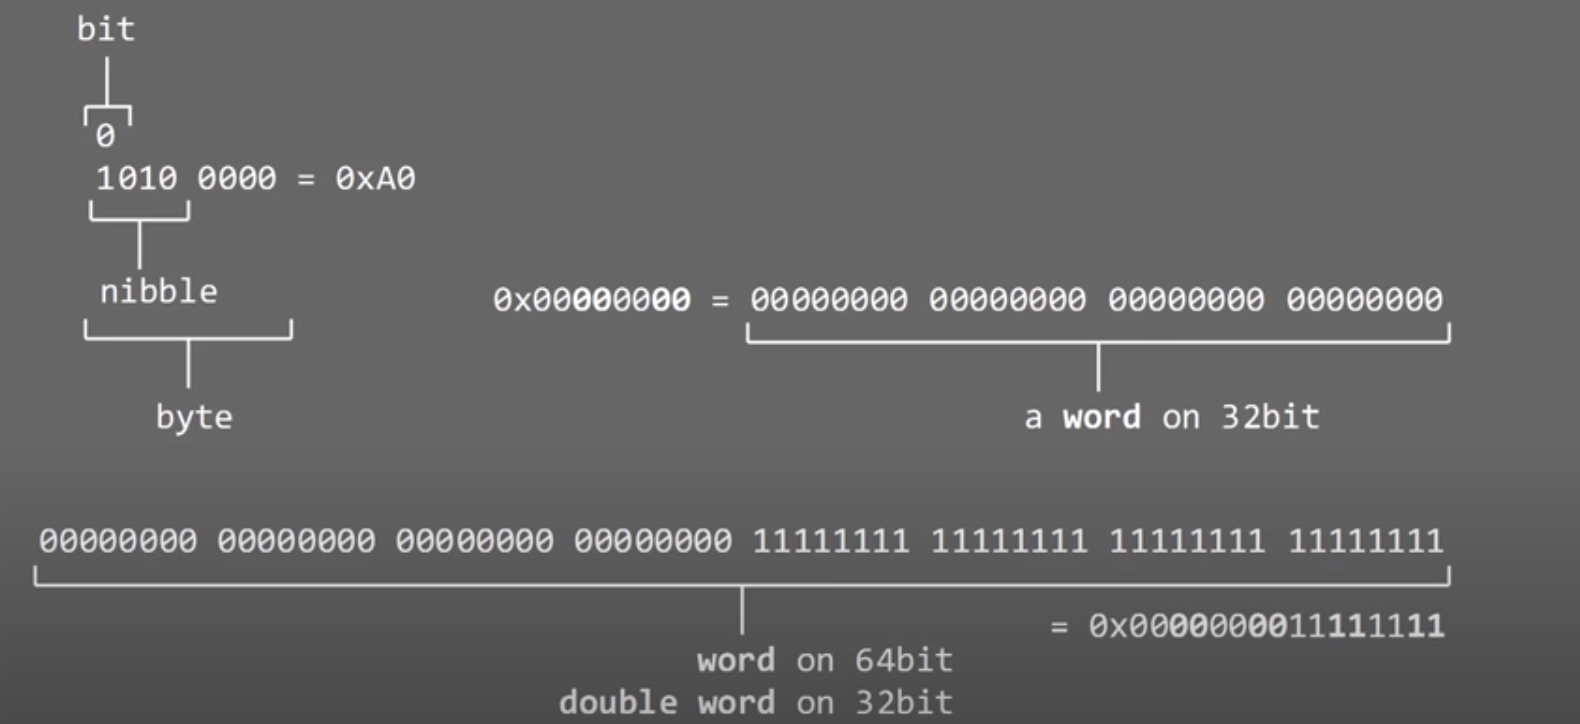 bit
0
1010 0000 = 0xA0
nibble
0x00000000 = 00000000 00000000 00000000 00000000
byte
a word on 32bit
00000000 00000000 00000000 00000000 11111111 11111111 11111111 11111111
= 0x0000000011111111
word on 64bit
double word on 32bit